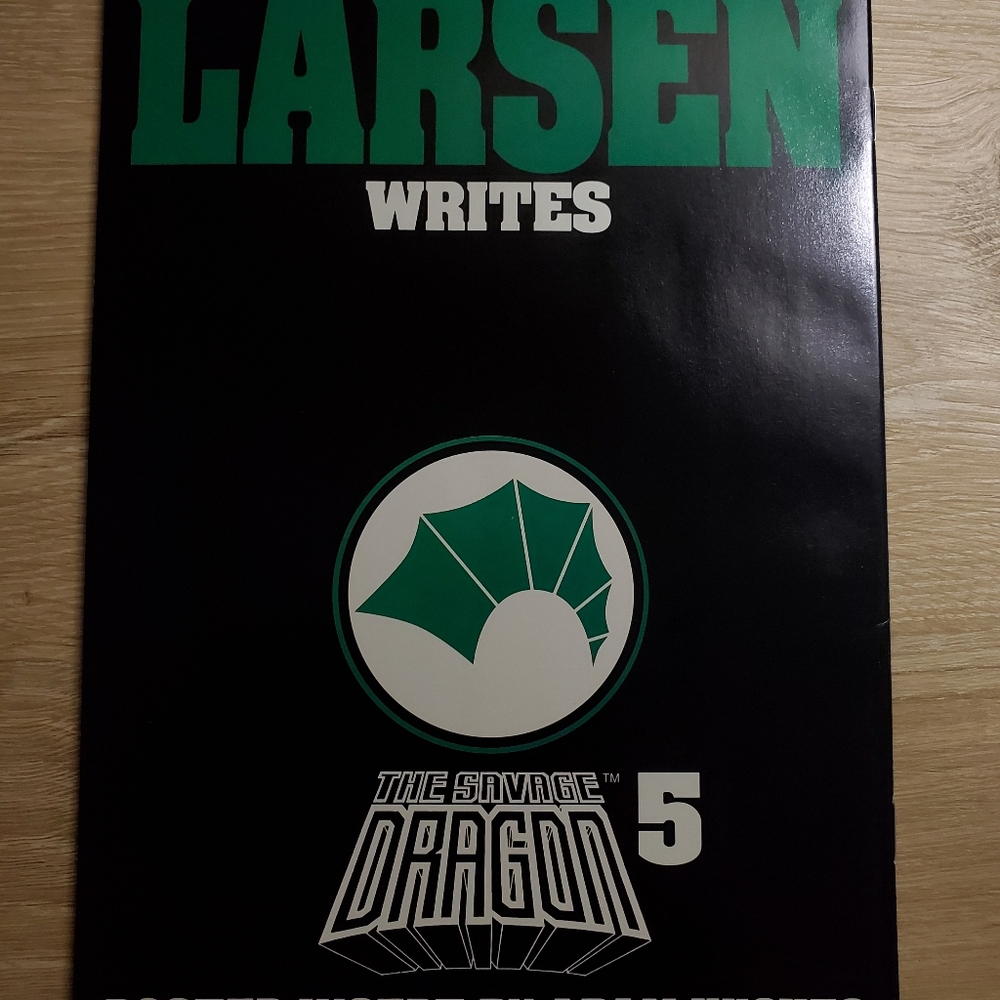 LARSEN
WRITES
THE SAVAGE™
DRAGON 5